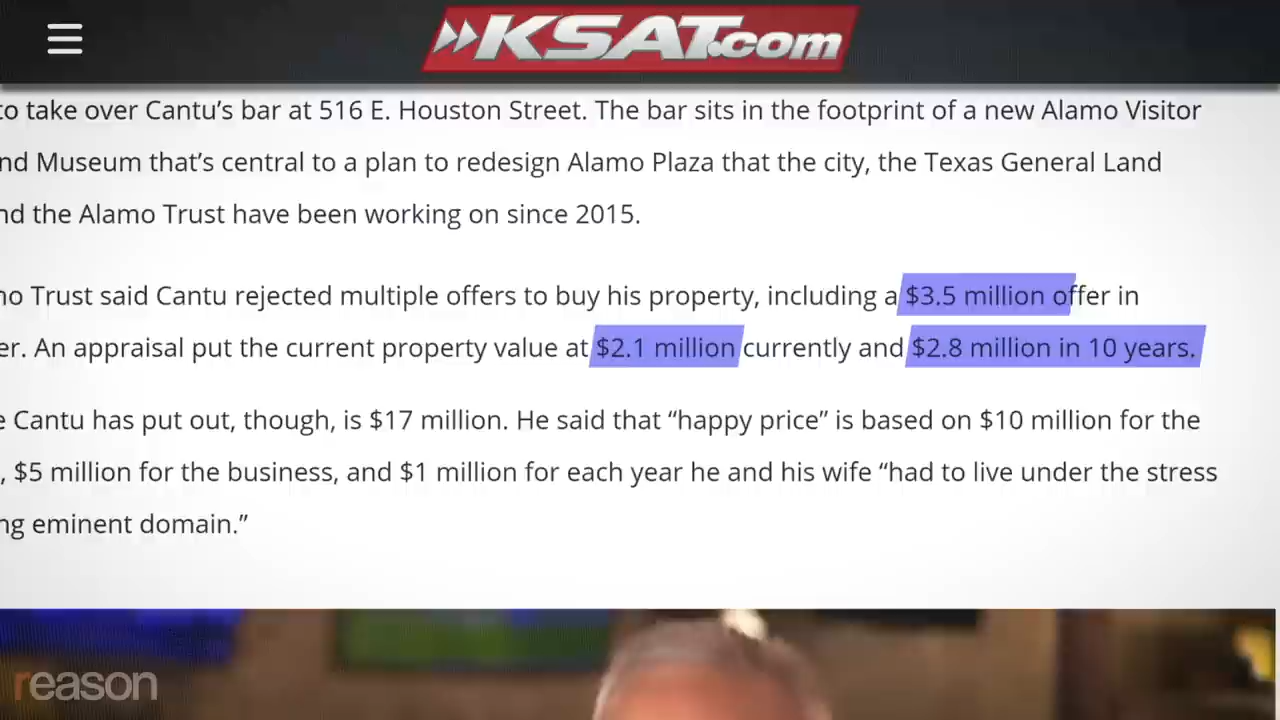 KSAT.com
to take over Cantu’s bar at 516 E. Houston Street. The bar sits in the footprint of a new Alamo Visitor
nd Museum that’s central to a plan to redesign Alamo Plaza that the city, the Texas General Land
nd the Alamo Trust have been working on since 2015.
no Trust said Cantu rejected multiple offers to buy his property, including a $3.5 million offer in
er. An appraisal put the current property value at $2.1 million currently and $2.8 million in 10 years.
e Cantu has put out, though, is $17 million. He said that “happy price” is based on $10 million for the
, $5 million for the business, and $1 million for each year he and his wife “had to live under the stress
ng eminent domain.”
reason